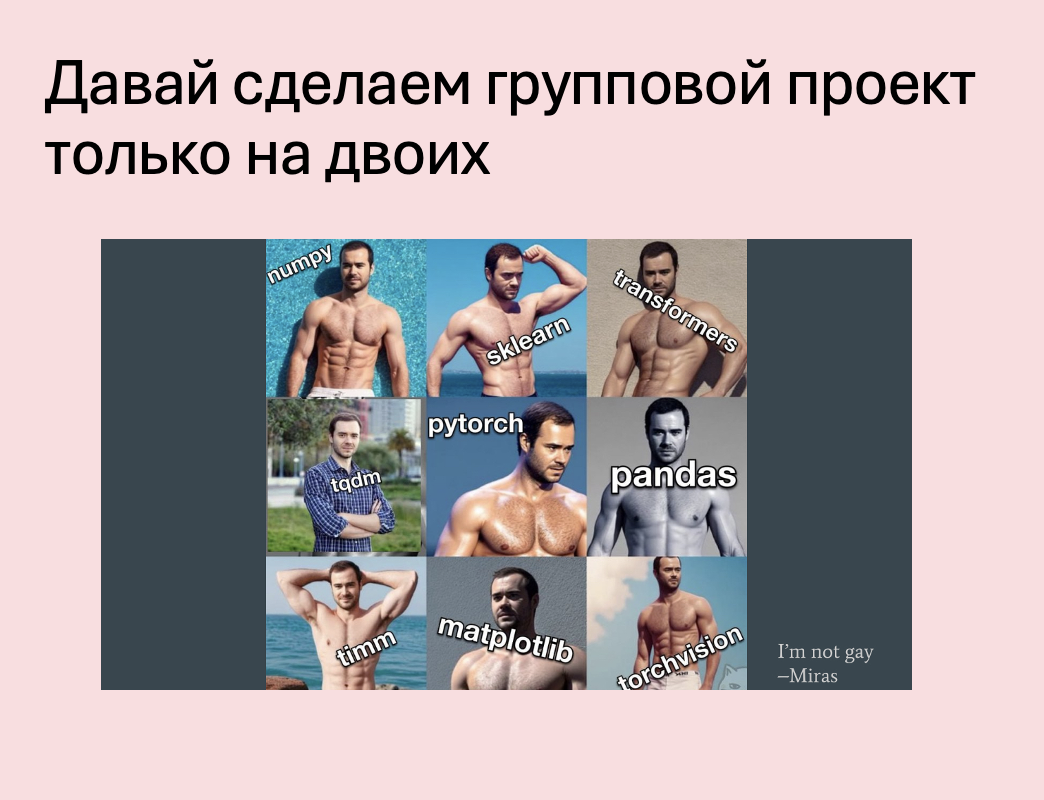 Давай сделаем групповой проект
только на двоих
numpy
sklearn
transformers
tqdm
pytorch
pandas
timm
matplotlib
torchvision
I'm not gay
–Miras